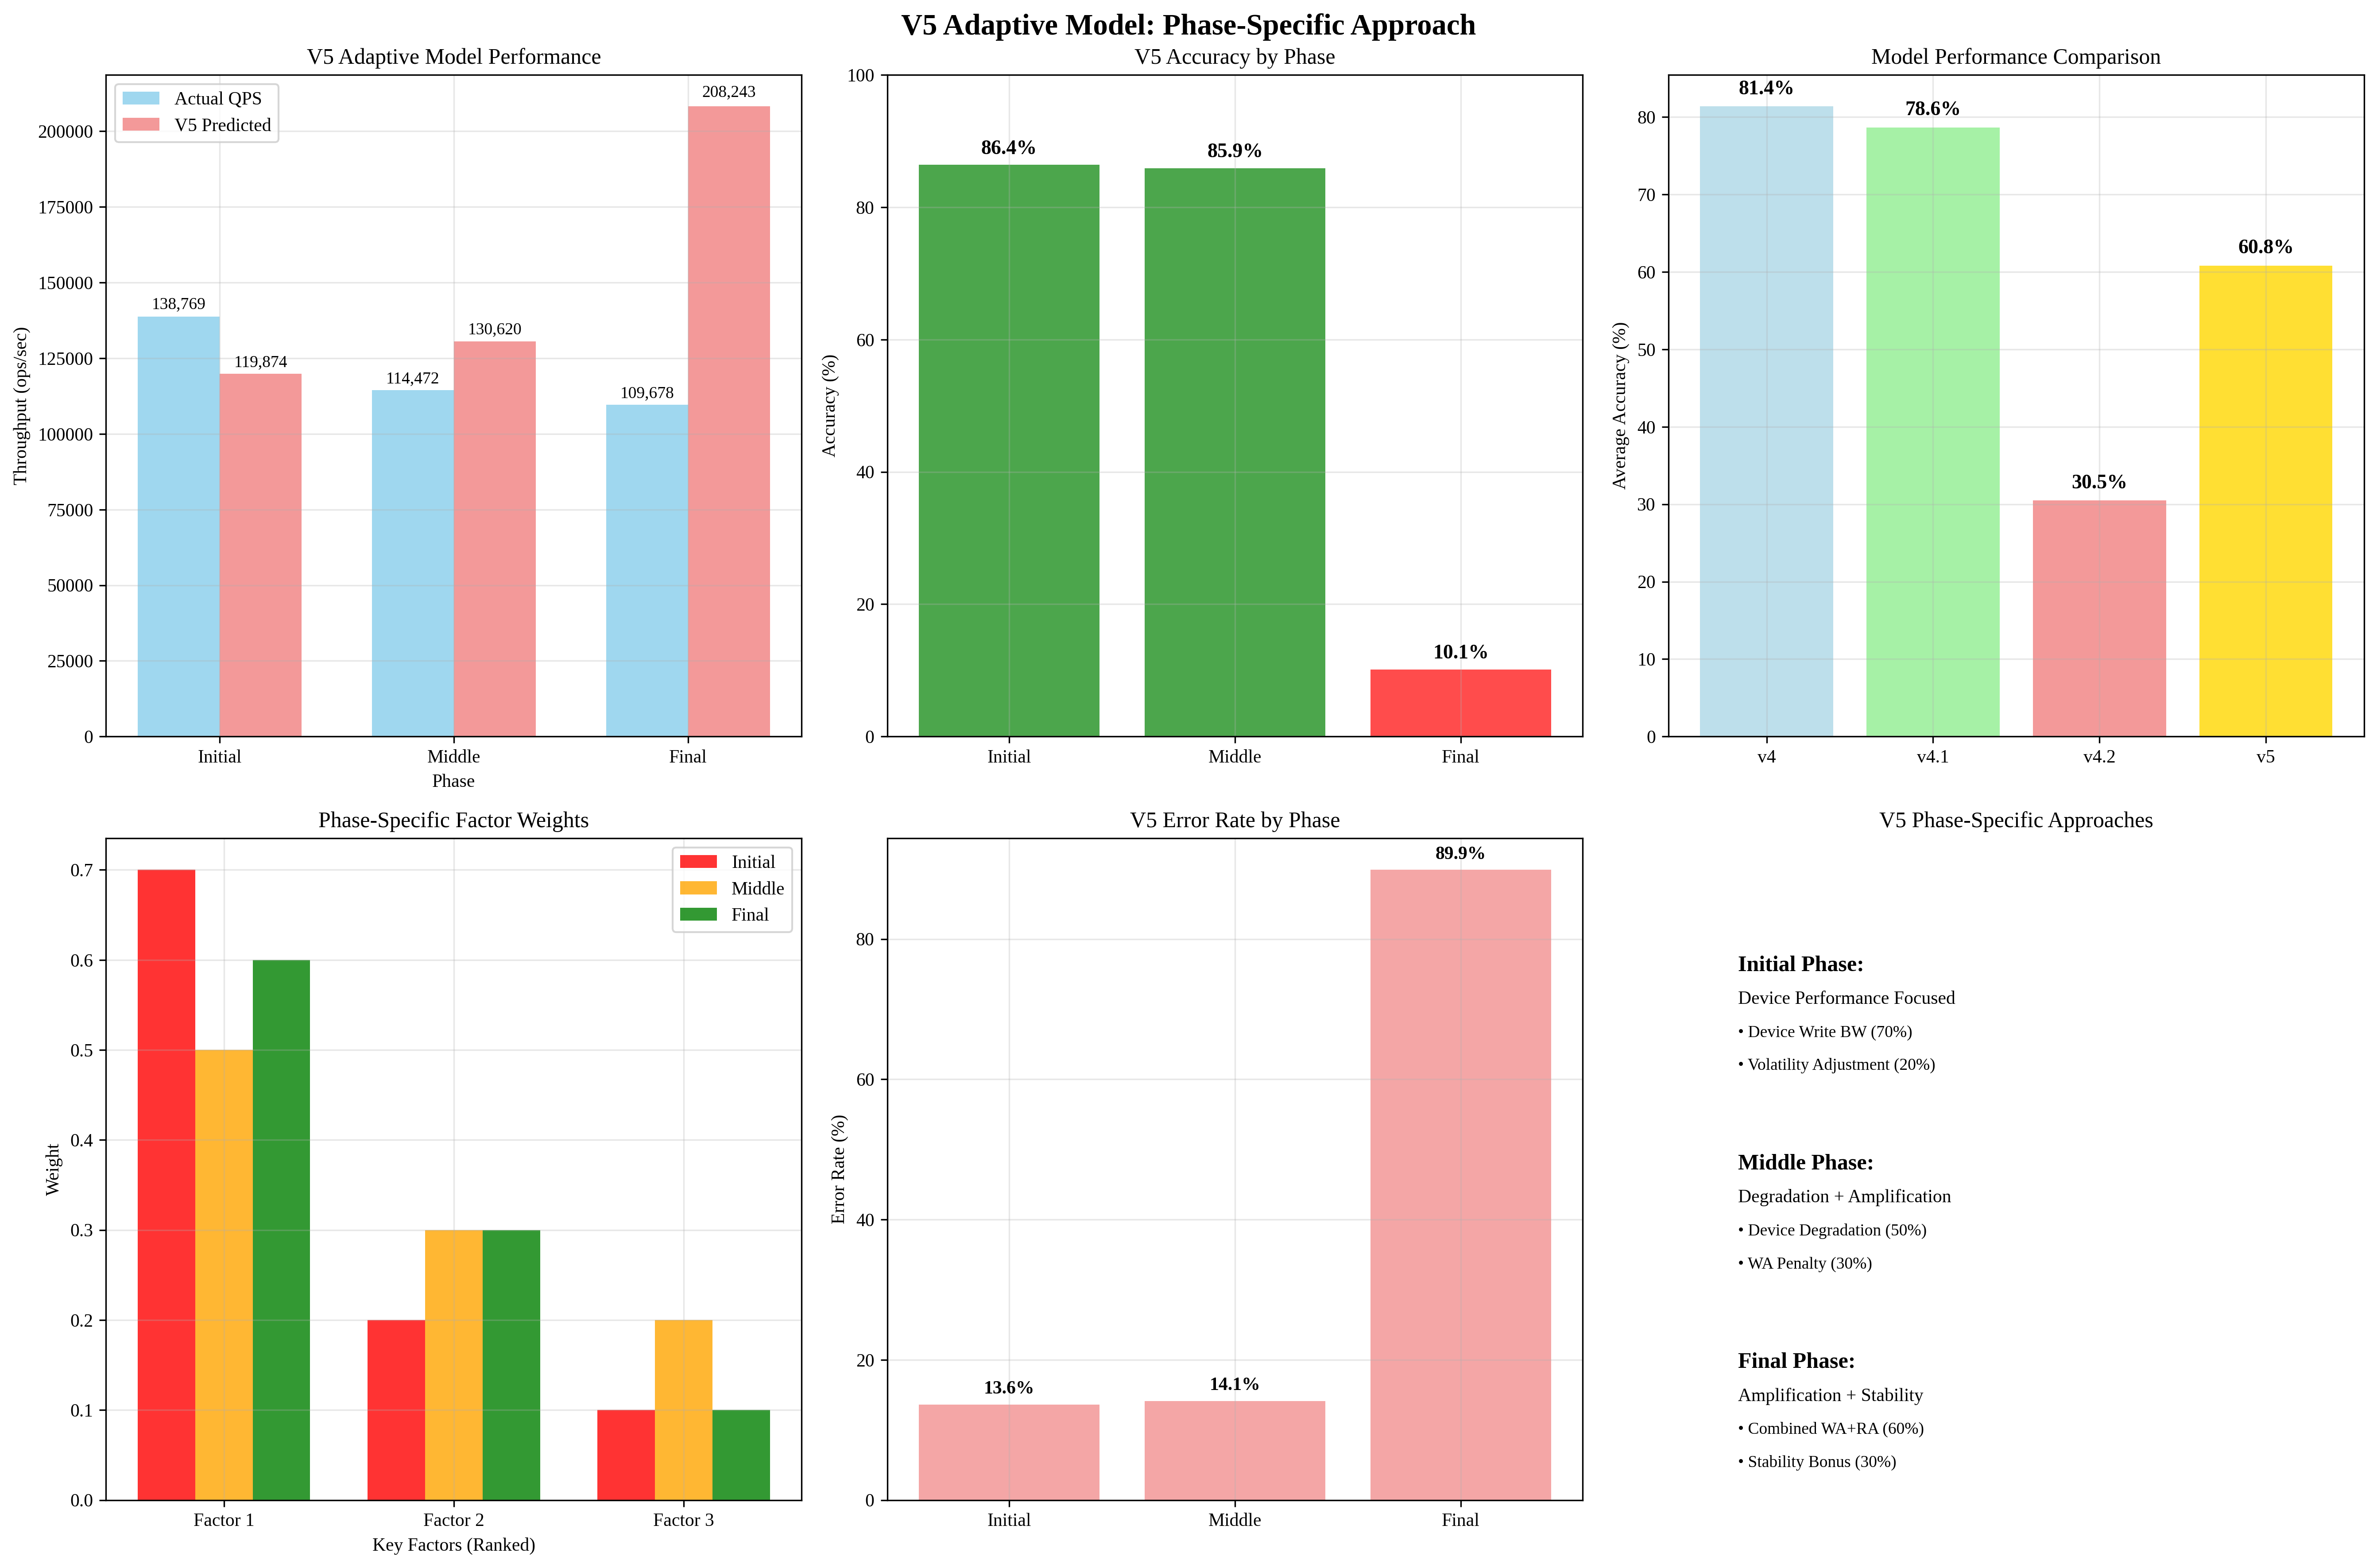 V5 Adaptive Model: Phase-Specific Approach
V5 Adaptive Model Performance
Actual QPS
V5 Predicted
Throughput (ops/sec)
200000
175000
150000
125000
100000
75000
50000
25000
0
138,769
119,874
114,472
130,620
109,678
208,243
Initial
Middle
Final
Phase
V5 Accuracy by Phase
Accuracy (%)
100
80
60
40
20
0
86.4%
85.9%
10.1%
Initial
Middle
Final
Model Performance Comparison
Average Accuracy (%)
80
70
60
50
40
30
20
10
0
81.4%
78.6%
30.5%
60.8%
v4
v4.1
v4.2
v5
Phase-Specific Factor Weights
Initial
Middle
Final
Weight
0.7
0.6
0.5
0.4
0.3
0.2
0.1
0.0
Factor 1
Factor 2
Factor 3
Key Factors (Ranked)
V5 Error Rate by Phase
Error Rate (%)
80
60
40
20
0
13.6%
14.1%
89.9%
Initial
Middle
Final
V5 Phase-Specific Approaches
Initial Phase:
Device Performance Focused
• Device Write BW (70%)
• Volatility Adjustment (20%)
Middle Phase:
Degradation + Amplification
• Device Degradation (50%)
• WA Penalty (30%)
Final Phase:
Amplification + Stability
• Combined WA+RA (60%)
• Stability Bonus (30%)